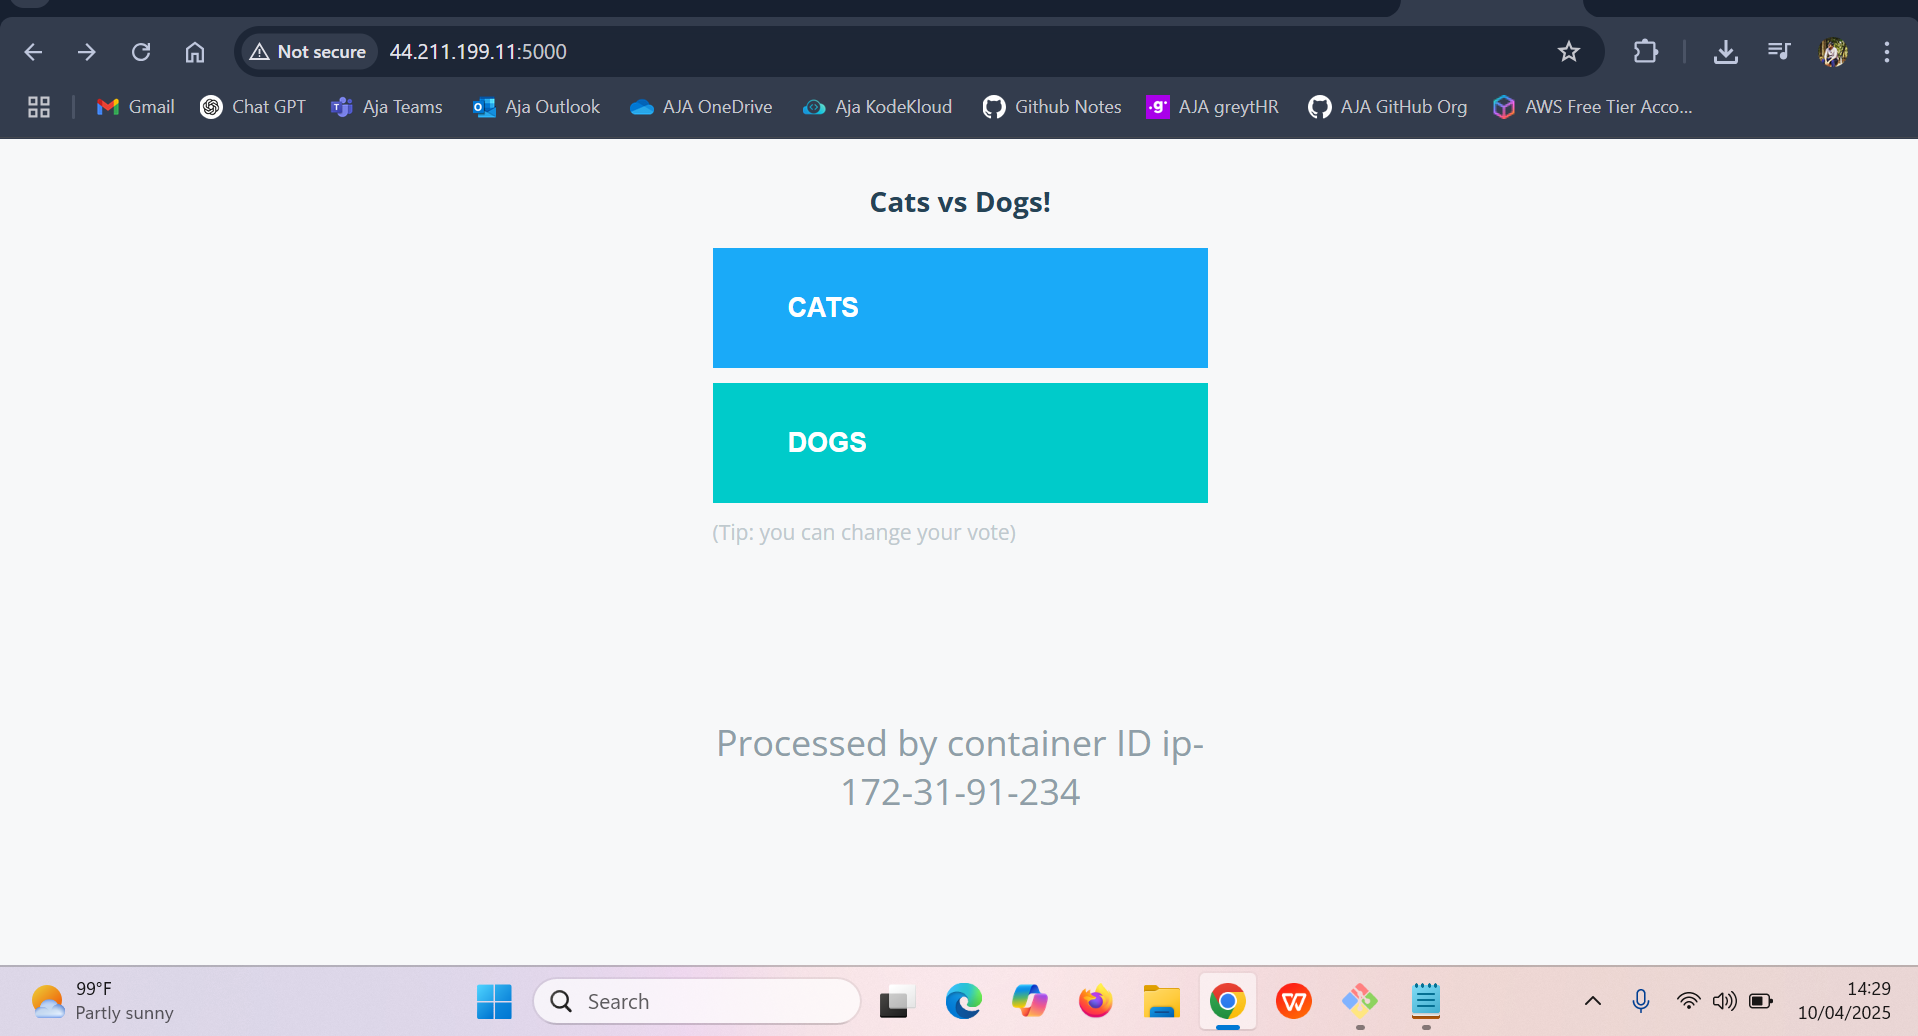 Not secure 44.211.199.11:5000
Gmail Chat GPT Aja Teams Aja Outlook AJA OneDrive Aja KodeKloud Github Notes AJA greytHR AJA GitHub Org AWS Free Tier Acco...
Cats vs Dogs!
CATS
DOGS
(Tip: you can change your vote)
Processed by container ID ip-
172-31-91-234
99°F
Partly sunny
Search
14:29
10/04/2025